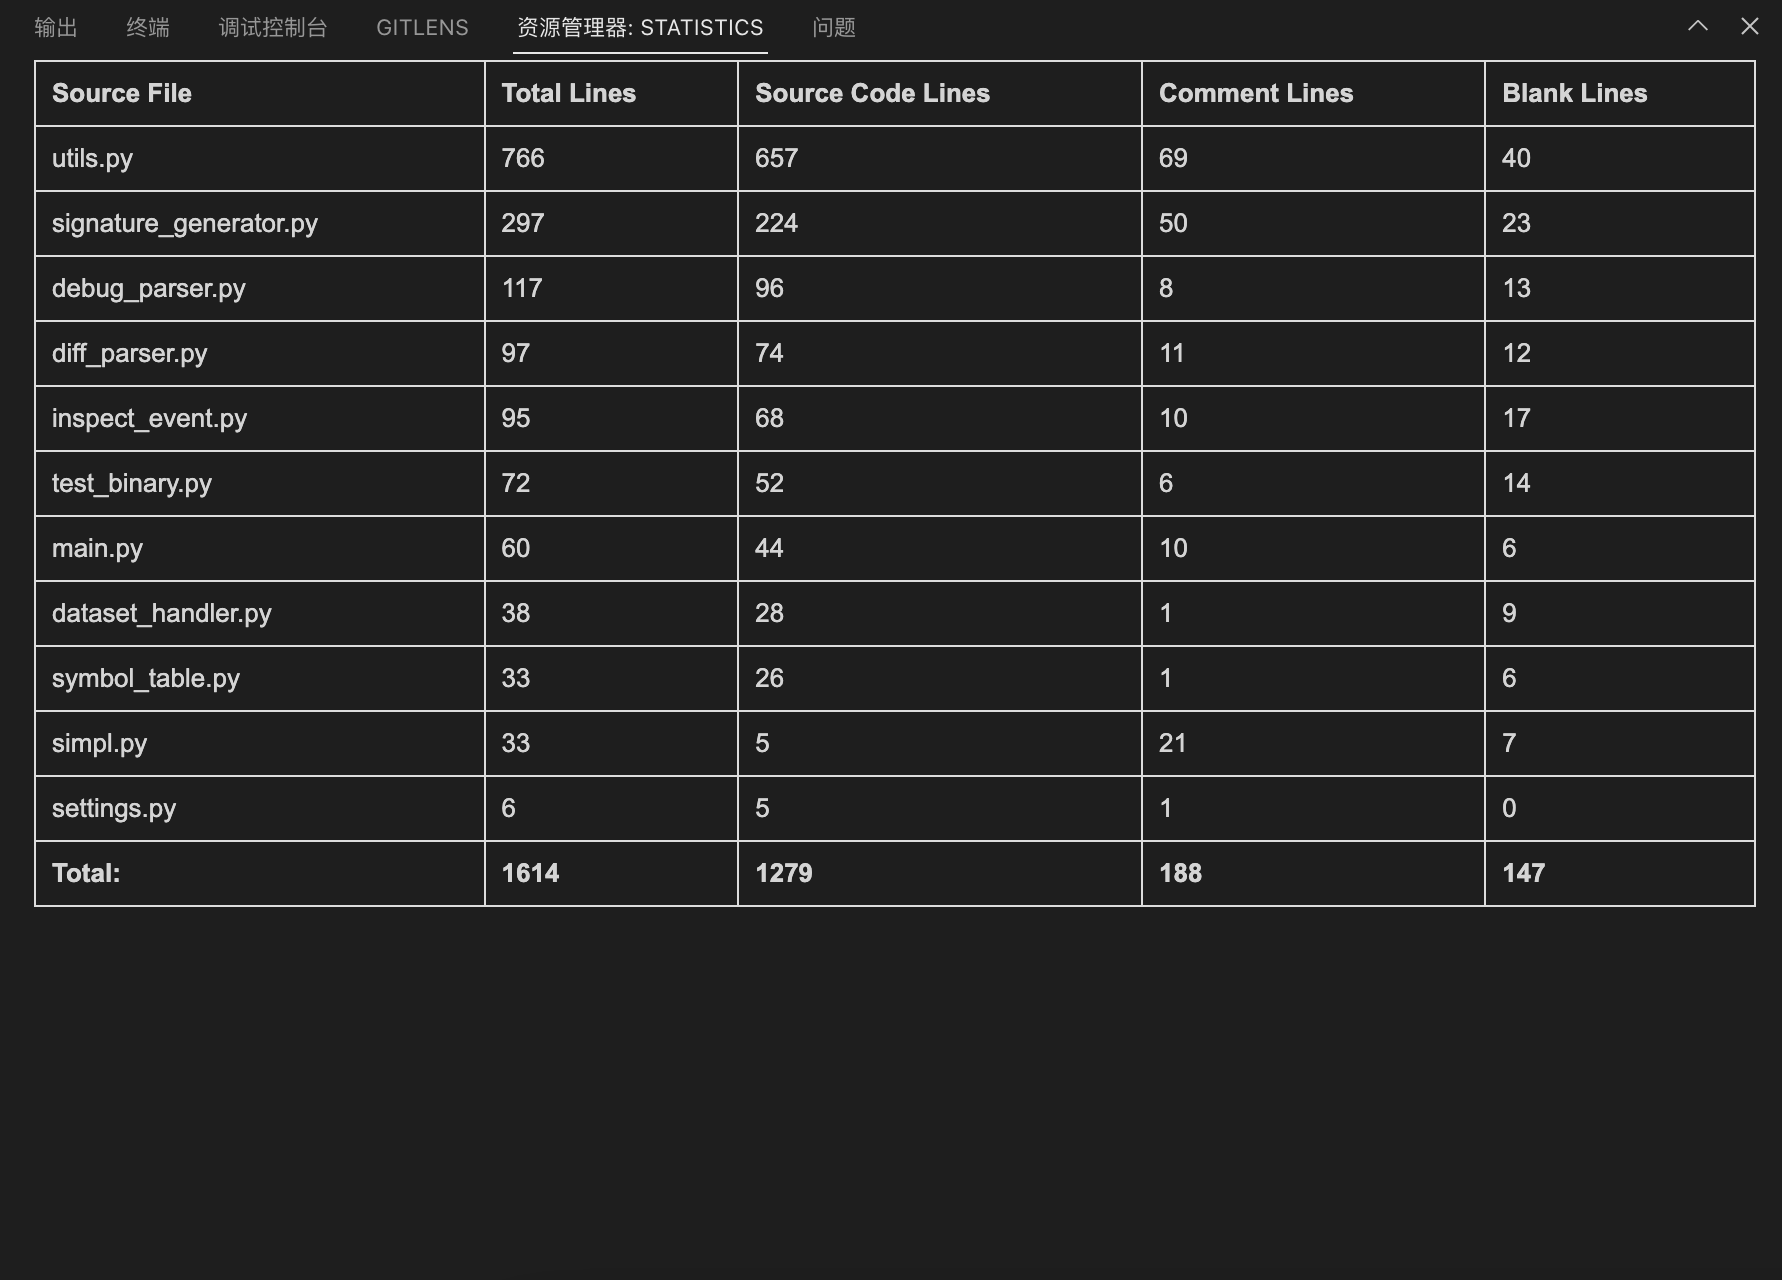 输出 终端 调试控制台 GITLENS 资源管理器: STATISTICS 问题
Source File Total Lines Source Code Lines Comment Lines Blank Lines
utils.py 766 657 69 40
signature_generator.py 297 224 50 23
debug_parser.py 117 96 8 13
diff_parser.py 97 74 11 12
inspect_event.py 95 68 10 17
test_binary.py 72 52 6 14
main.py 60 44 10 6
dataset_handler.py 38 28 1 9
symbol_table.py 33 26 1 6
simpl.py 33 5 21 7
settings.py 6 5 1 0
Total: 1614 1279 188 147